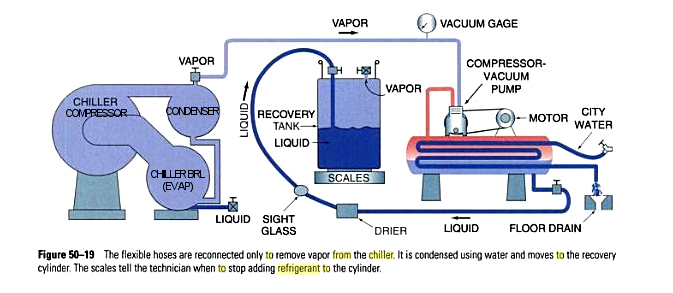 VAPOR
VACUUM GAGE
VAPOR
COMPRESSOR-
VACUUM
PUMP
CHILLER
COMPRESSOR
CONDENSER
LIQUID
RECOVERY
TANK
LIQUID
VAPOR
MOTOR
CITY
WATER
CHILLER BRL
(EVAP)
SCALES
LIQUID
SIGHT
GLASS
DRIER
LIQUID
FLOOR DRAIN
Figure 50–19 The flexible hoses are reconnected only to remove vapor from the chiller. It is condensed using water and moves to the recovery
cylinder. The scales tell the technician when to stop adding refrigerant to the cylinder.